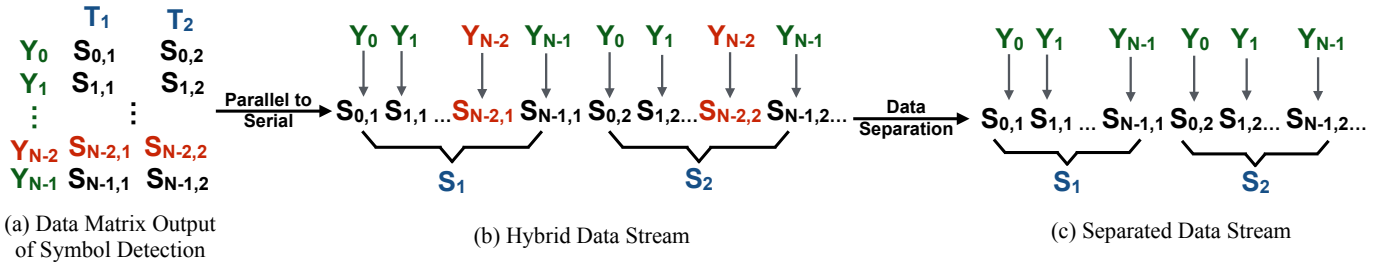 T1 T2
Y0 S0,1 S0,2
Y1 S1,1 S1,2
⋮ ⋮
YN-2 SN-2,1 SN-2,2
YN-1 SN-1,1 SN-1,2
(a) Data Matrix Output
of Symbol Detection
Parallel to
Serial
Y0 Y1 YN-2 YN-1 Y0 Y1 YN-2 YN-1
S0,1 S1,1 ... SN-2,1 SN-1,1 S0,2 S1,2... SN-2,2 SN-1,2...
S1 S2
(b) Hybrid Data Stream
Data
Separation
Y0 Y1 YN-1 Y0 Y1 YN-1
S0,1 S1,1 ... SN-1,1 S0,2 S1,2... SN-1,2...
S1 S2
(c) Separated Data Stream